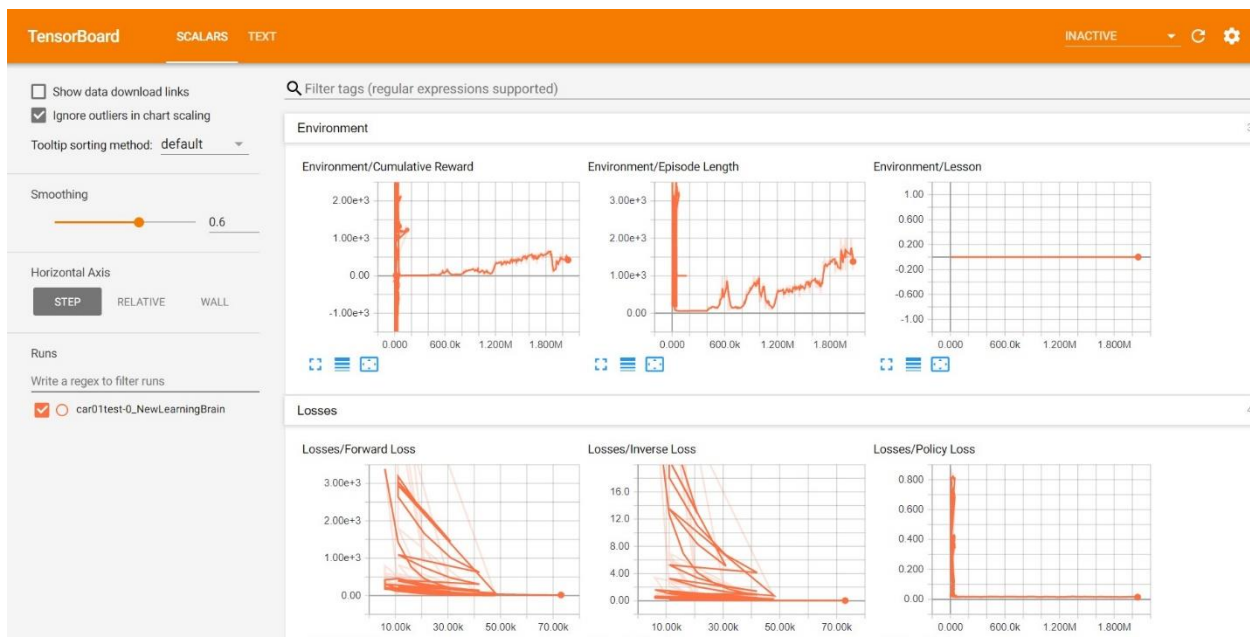 TensorBoard
SCALARS
TEXT
INACTIVE
Show data download links
Ignore outliers in chart scaling
Tooltip sorting method: default
Smoothing
0.6
Horizontal Axis
STEP
RELATIVE
WALL
Runs
Write a regex to filter runs
car01test-0_NewLearningBrain
Filter tags (regular expressions supported)
Environment
Environment/Cumulative Reward
2.00e+3
1.00e+3
0.00
-1.00e+3
0.000 600.0k 1.200M 1.800M
Environment/Episode Length
3.00e+3
2.00e+3
1.00e+3
0.00
0.000 600.0k 1.200M 1.800M
Environment/Lesson
1.00
0.600
0.200
-0.200
-0.600
-1.00
0.000 600.0k 1.200M 1.800M
Losses
Losses/Forward Loss
3.00e+3
2.00e+3
1.00e+3
0.00
10.00k 30.00k 50.00k 70.00k
Losses/Inverse Loss
16.0
12.0
8.00
4.00
0.00
10.00k 30.00k 50.00k 70.00k
Losses/Policy Loss
0.800
0.600
0.400
0.200
0.00
0.000 600.0k 1.200M 1.800M